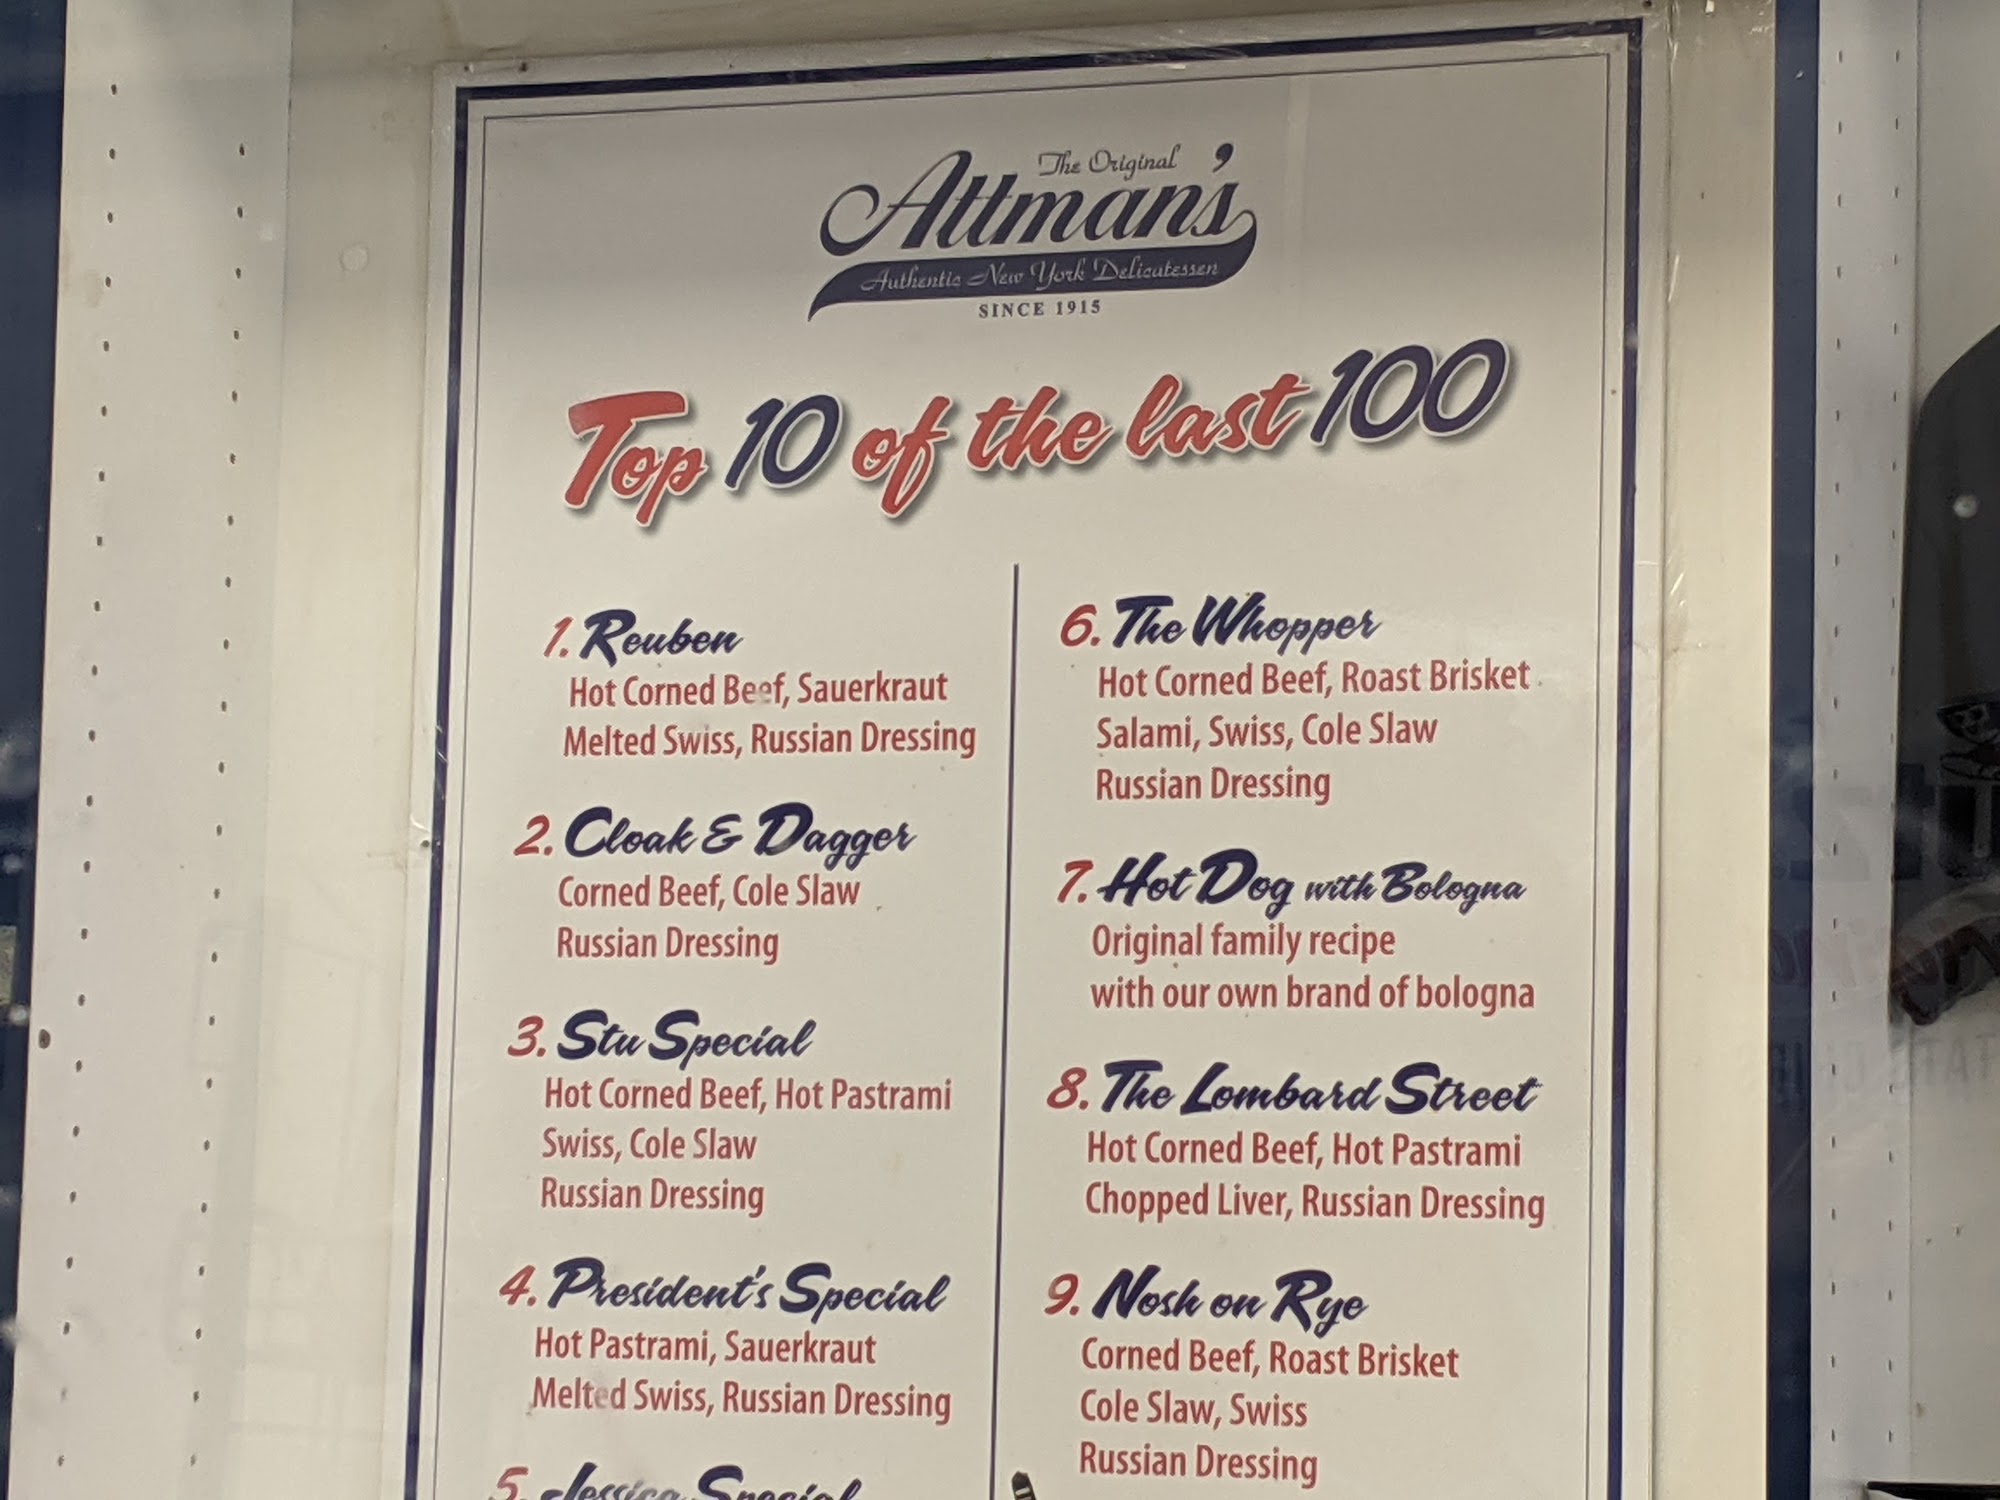 The Original
Attman's
Authentic New York Delicatessen
SINCE 1915
Top 10 of the last 100
1. Reuben
Hot Corned Beef, Sauerkraut
Melted Swiss, Russian Dressing
2. Cloak & Dagger
Corned Beef, Cole Slaw
Russian Dressing
3. Stu Special
Hot Corned Beef, Hot Pastrami
Swiss, Cole Slaw
Russian Dressing
4. President's Special
Hot Pastrami, Sauerkraut
Melted Swiss, Russian Dressing
5. Jessica Special
6. The Whopper
Hot Corned Beef, Roast Brisket
Salami, Swiss, Cole Slaw
Russian Dressing
7. Hot Dog with Bologna
Original family recipe
with our own brand of bologna
8. The Lombard Street
Hot Corned Beef, Hot Pastrami
Chopped Liver, Russian Dressing
9. Nosh on Rye
Corned Beef, Roast Brisket
Cole Slaw, Swiss
Russian Dressing